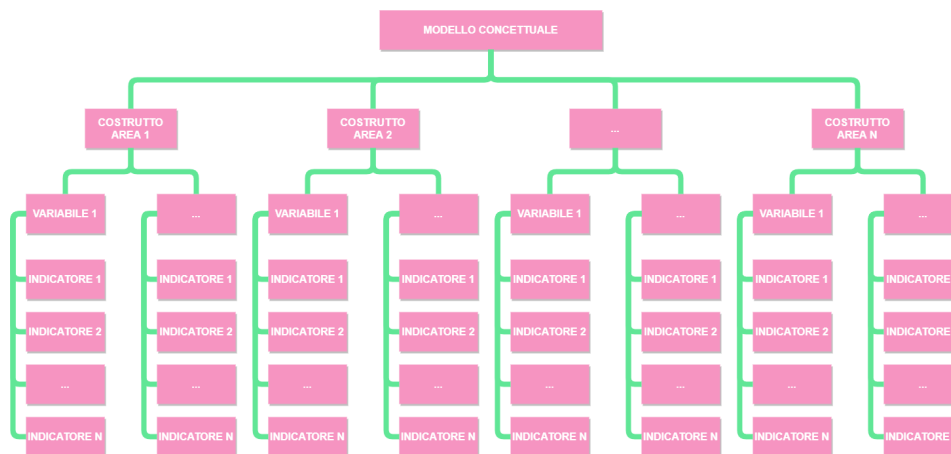 MODELLO CONCETTUALE
COSTRUTTO
AREA 1
COSTRUTTO
AREA 2
...
COSTRUTTO
AREA N
VARIABILE 1
...
VARIABILE 1
...
VARIABILE 1
...
VARIABILE 1
...
INDICATORE 1
INDICATORE 1
INDICATORE 1
INDICATORE 1
INDICATORE 1
INDICATORE 1
INDICATORE 1
INDICATORE
INDICATORE 2
INDICATORE 2
INDICATORE 2
INDICATORE 2
INDICATORE 2
INDICATORE 2
INDICATORE 2
INDICATORE
...
...
...
...
...
...
...
...
INDICATORE N
INDICATORE N
INDICATORE N
INDICATORE N
INDICATORE N
INDICATORE N
INDICATORE N
INDICATORE